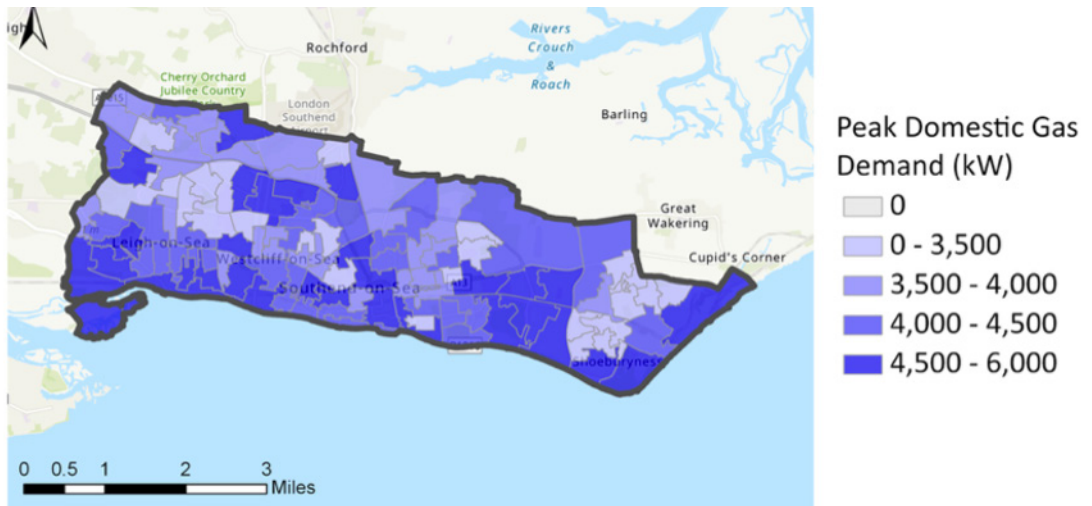 Rivers
Crouch
&
Roach
Rochford
Cherry Orchard
Jubilee Country
London
Southend
Barling
Great
Wakering
Cupid's Corner
Leigh-on-Sea
Westcliff-on-Sea
Southend-on-Sea
A13
Shoeburyness
0 0.5 1 2 3
Miles
Peak Domestic Gas
Demand (kW)
0
0 - 3,500
3,500 - 4,000
4,000 - 4,500
4,500 - 6,000